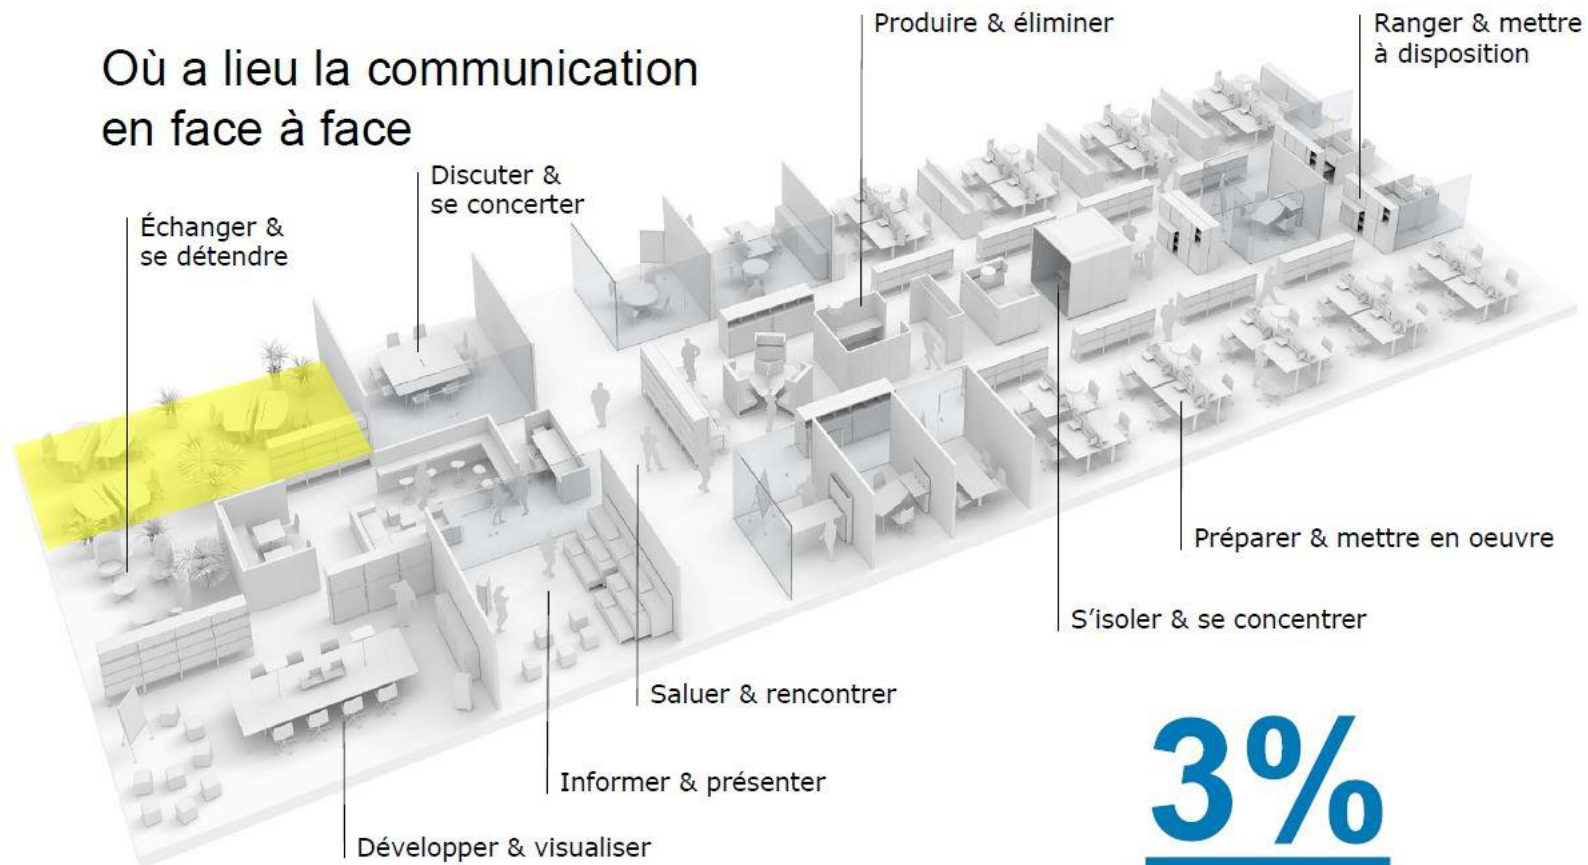 Où a lieu la communication
en face à face
Produire & éliminer
Ranger & mettre
à disposition
Discuter &
se concerter
Échanger &
se détendre
Préparer & mettre en oeuvre
S'isoler & se concentrer
Saluer & rencontrer
Informer & présenter
Développer & visualiser
3%